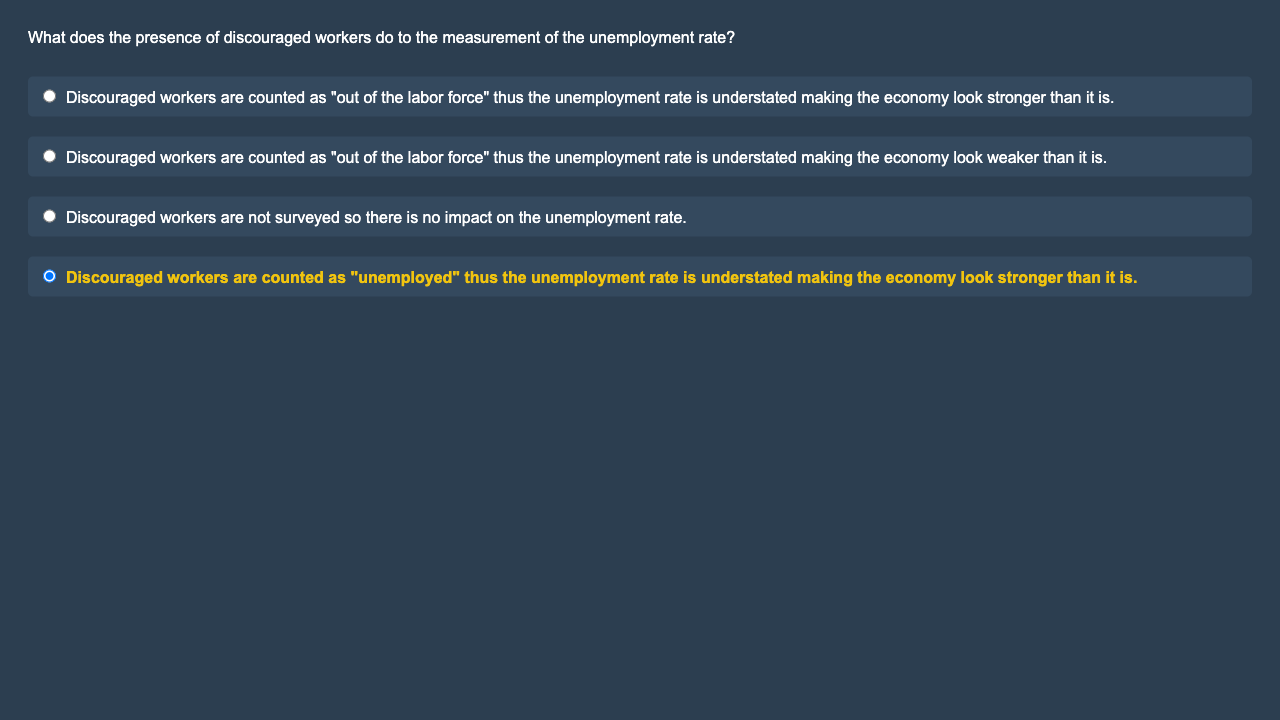 What does the presence of discouraged workers do to the measurement of the unemployment rate?
Discouraged workers are counted as "out of the labor force" thus the unemployment rate is understated making the economy look stronger than it is.
Discouraged workers are counted as "out of the labor force" thus the unemployment rate is understated making the economy look weaker than it is.
Discouraged workers are not surveyed so there is no impact on the unemployment rate.
Discouraged workers are counted as "unemployed" thus the unemployment rate is understated making the economy look stronger than it is.